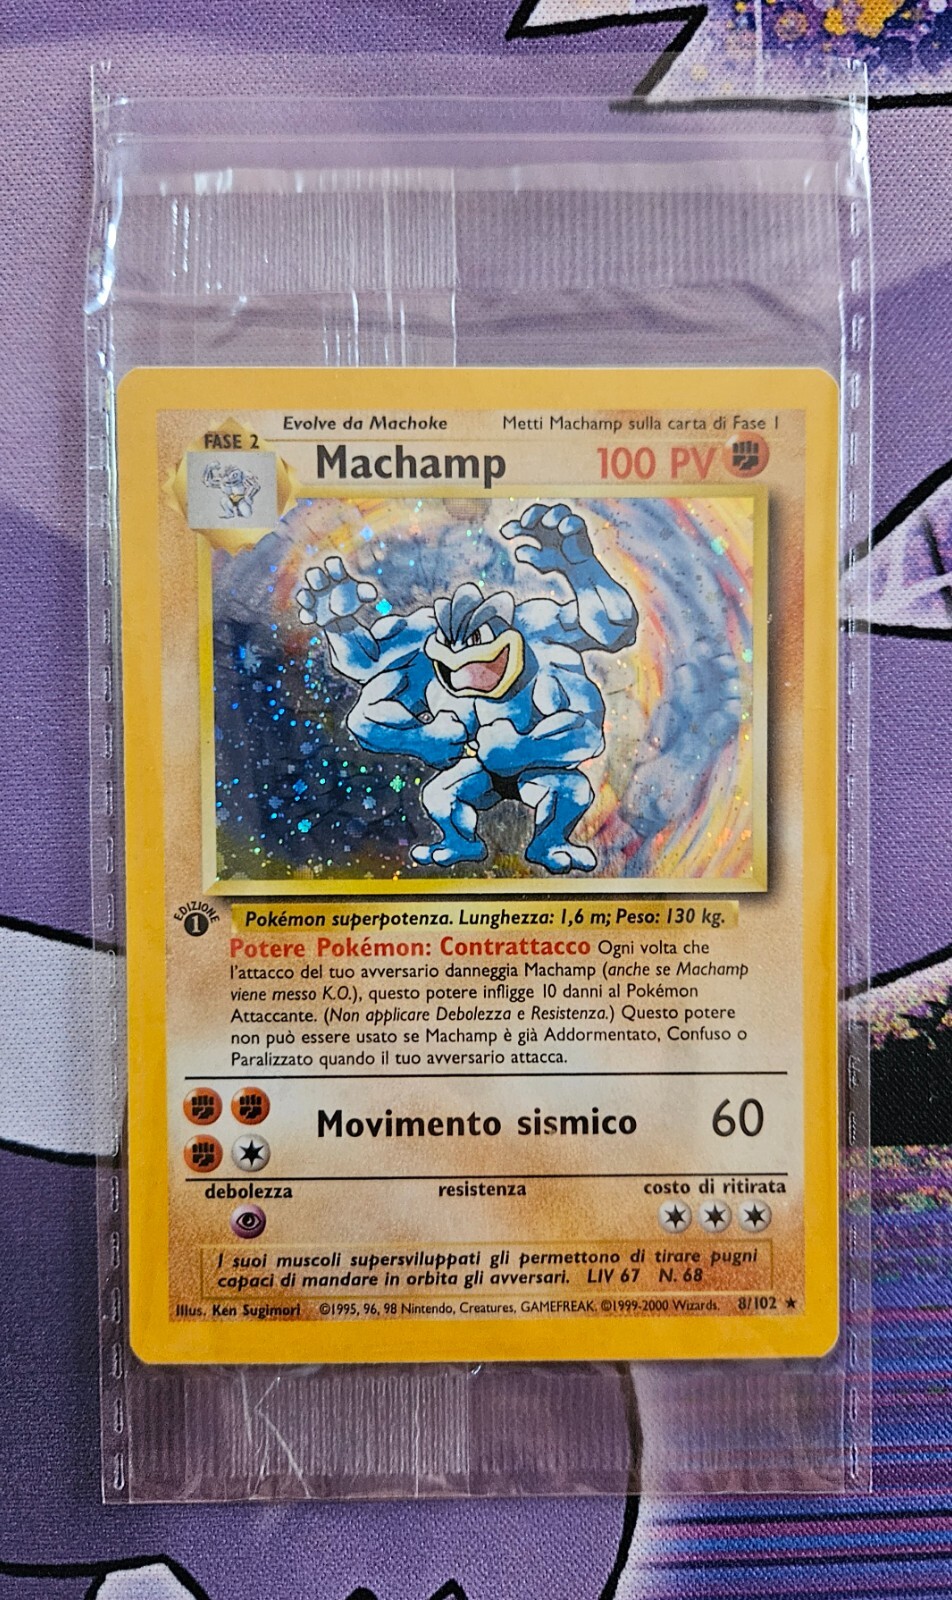 Evolve da Machoke Metti Machamp sulla carta di Fase 1
FASE 2
Machamp 100 PV
EDIZIONE
1
Pokémon superpotenza. Lunghezza: 1,6 m; Peso: 130 kg.
Potere Pokémon: Contrattacco Ogni volta che
l'attacco del tuo avversario danneggia Machamp (anche se Machamp
viene messo K.O.), questo potere infligge 10 danni al Pokémon
Attaccante. (Non applicare Debolezza e Resistenza.) Questo potere
non può essere usato se Machamp è già Addormentato, Confuso o
Paralizzato quando il tuo avversario attacca.
Movimento sismico 60
debolezza resistenza costo di ritirata
I suoi muscoli supersviluppati gli permettono di tirare pugni
capaci di mandare in orbita gli avversari. LIV 67 N. 68
Illus. Ken Sugimori ©1995, 96, 98 Nintendo, Creatures, GAMEFREAK. ©1999-2000 Wizards. 8/102 ★